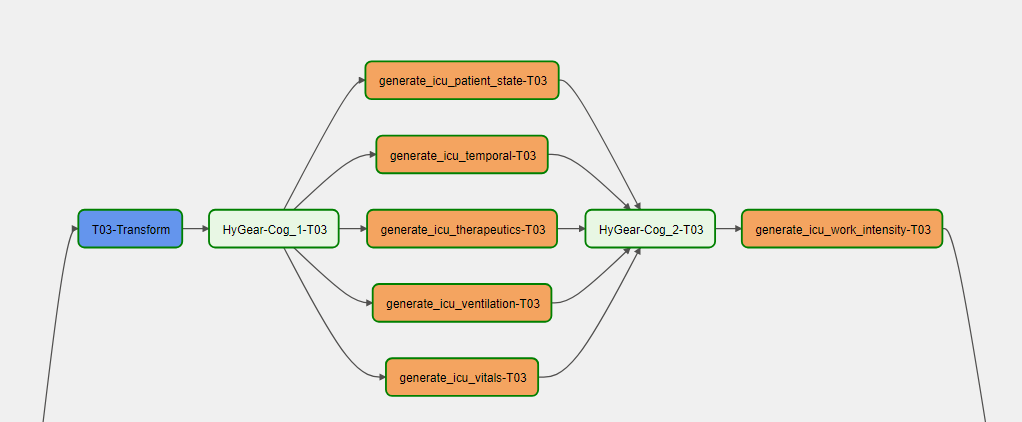 generate_icu_patient_state-T03
generate_icu_temporal-T03
T03-Transform
HyGear-Cog_1-T03
generate_icu_therapeutics-T03
HyGear-Cog_2-T03
generate_icu_work_intensity-T03
generate_icu_ventilation-T03
generate_icu_vitals-T03